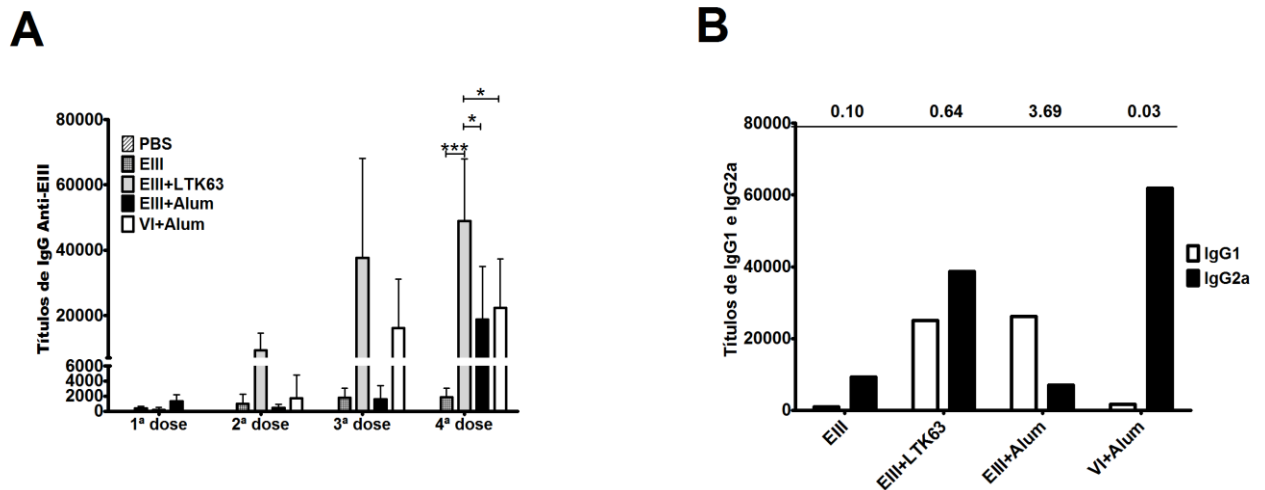 A
Títulos de IgG Anti-EIII
80000
60000
40000
20000
6000
4000
2000
0
PBS
EIII
EIII+LTK63
EIII+Alum
VI+Alum
*
*
***
1ª dose
2ª dose
3ª dose
4ª dose
B
0.10
0.64
3.69
0.03
Títulos de IgG1 e IgG2a
80000
60000
40000
20000
0
IgG1
IgG2a
EIII
EIII+LTK63
EIII+Alum
VI+Alum